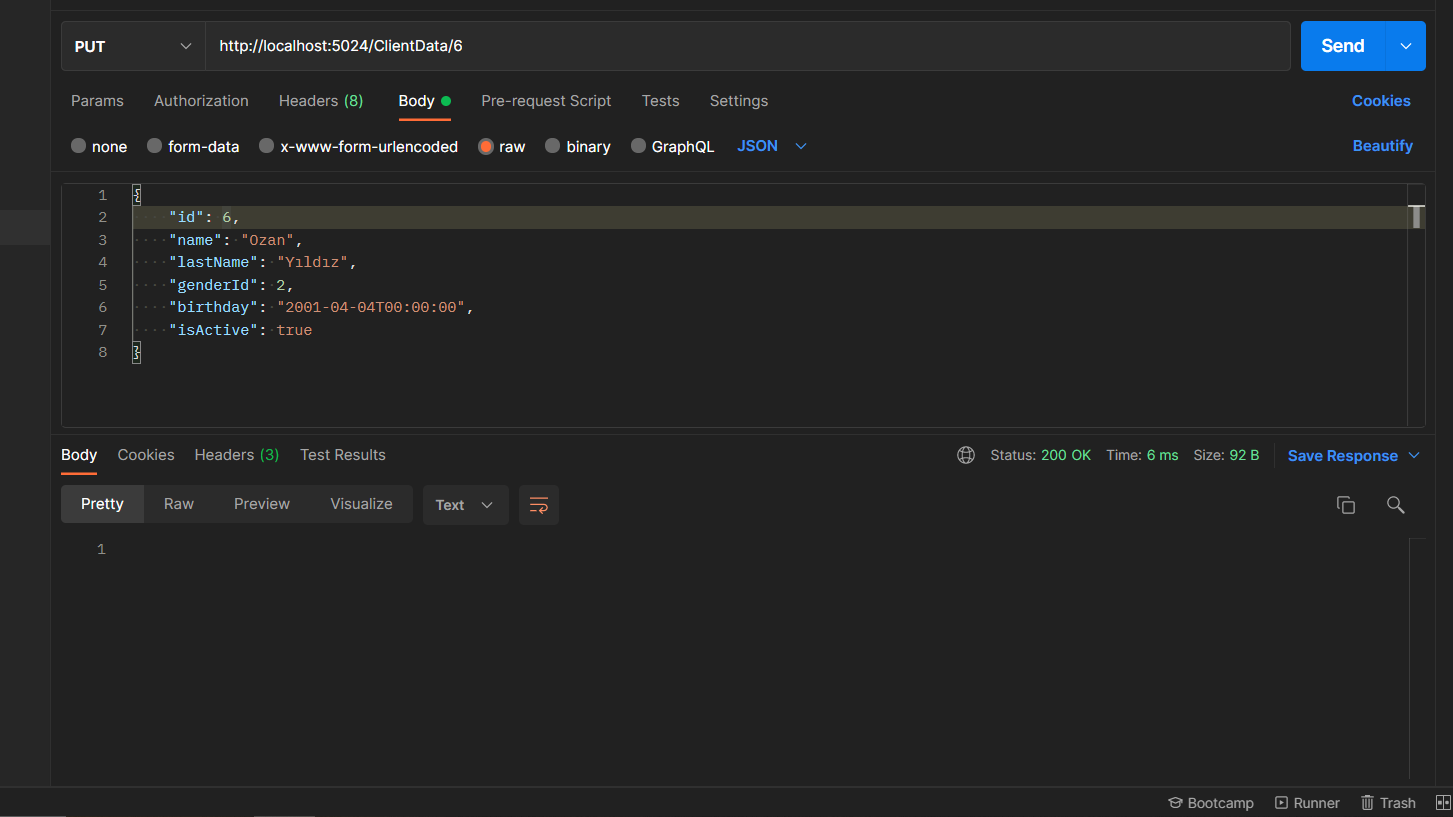 PUT http://localhost:5024/ClientData/6 Send
Params Authorization Headers (8) Body Pre-request Script Tests Settings Cookies
none form-data x-www-form-urlencoded raw binary GraphQL JSON Beautify
1 {
2 "id": 6,
3 "name": "Ozan",
4 "lastName": "Yıldız",
5 "genderId": 2,
6 "birthday": "2001-04-04T00:00:00",
7 "isActive": true
8 }
Body Cookies Headers (3) Test Results Status: 200 OK Time: 6 ms Size: 92 B Save Response
Pretty Raw Preview Visualize Text
1
Bootcamp Runner Trash